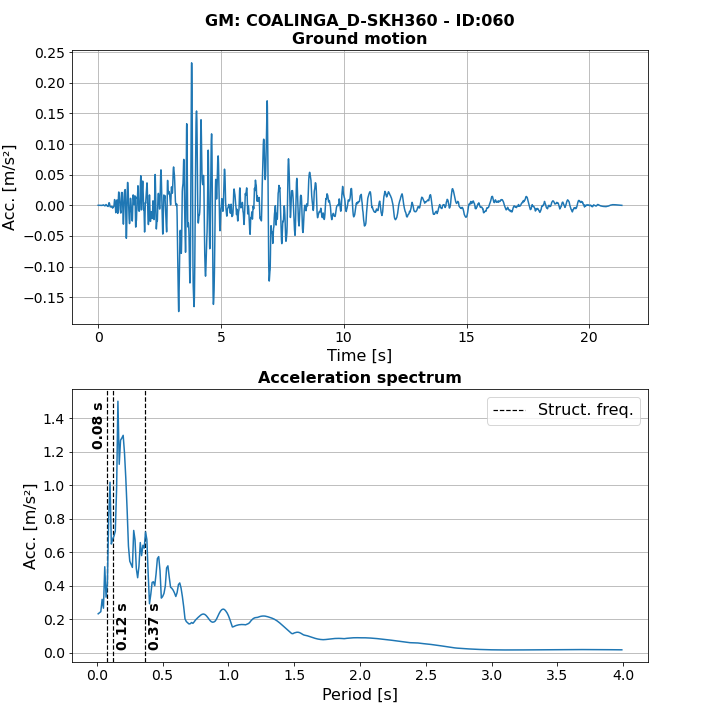 GM: COALINGA_D-SKH360 - ID:060
Ground motion
Acc. [m/s²]
0.25
0.20
0.15
0.10
0.05
0.00
−0.05
−0.10
−0.15
0 5 10 15 20
Time [s]
Acceleration spectrum
Acc. [m/s²]
1.4
1.2
1.0
0.8
0.6
0.4
0.2
0.0
0.08 s
0.12 s
0.37 s
Struct. freq.
0.0 0.5 1.0 1.5 2.0 2.5 3.0 3.5 4.0
Period [s]